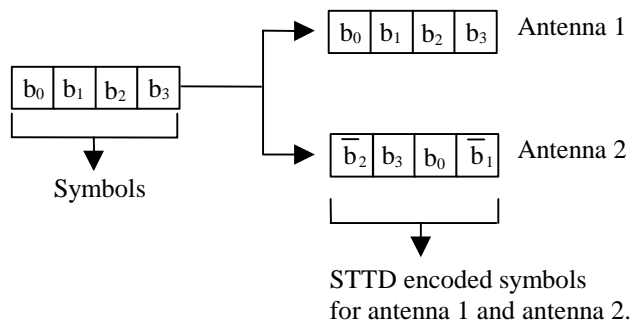 b₀ b₁ b₂ b₃ Antenna 1
b₀ b₁ b₂ b₃
b̅₂ b₃ b₀ b̅₁ Antenna 2
Symbols
STTD encoded symbols
for antenna 1 and antenna 2.